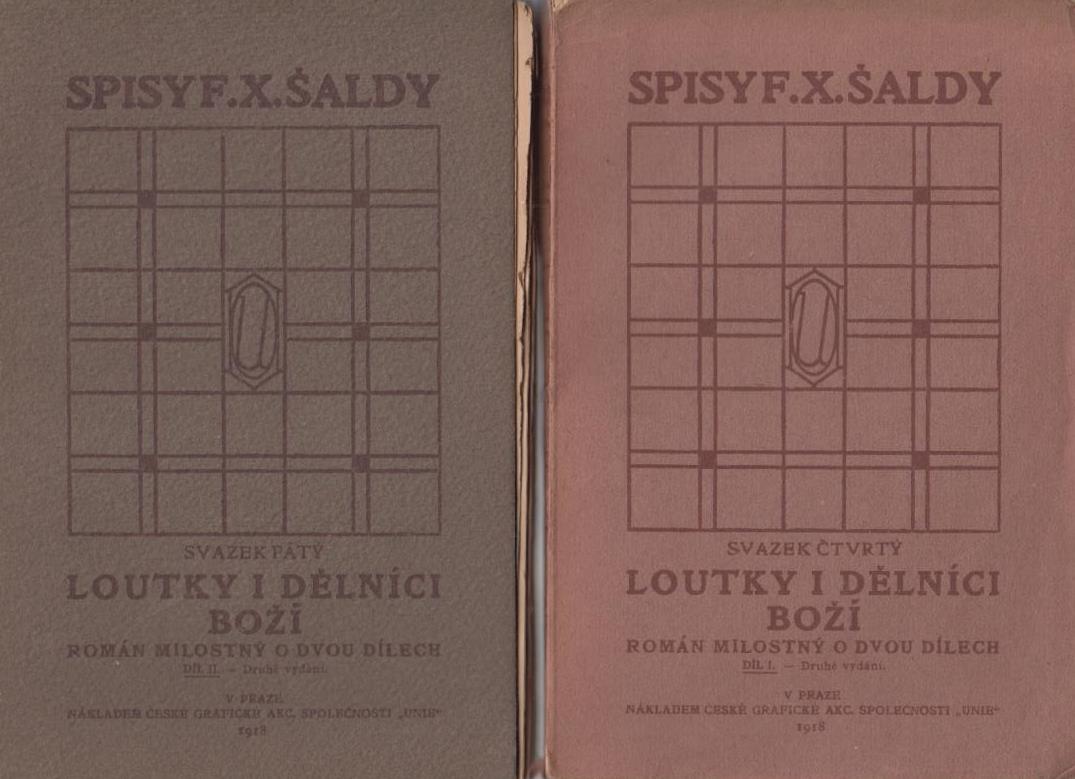 SPISY F. X. ŠALDY
SVAZEK PÁTÝ
LOUTKY I DĚLNÍCI
BOŽÍ
ROMÁN MILOSTNÝ O DVOU DÍLECH
DÍL II. — Druhé vydání.
V PRAZE
NÁKLADEM ČESKÉ GRAFICKÉ AKC. SPOLEČNOSTI „UNIE“
1918
SPISY F. X. ŠALDY
SVAZEK ČTVRTÝ
LOUTKY I DĚLNÍCI
BOŽÍ
ROMÁN MILOSTNÝ O DVOU DÍLECH
DÍL I. — Druhé vydání.
V PRAZE
NÁKLADEM ČESKÉ GRAFICKÉ AKC. SPOLEČNOSTI „UNIE“
1918